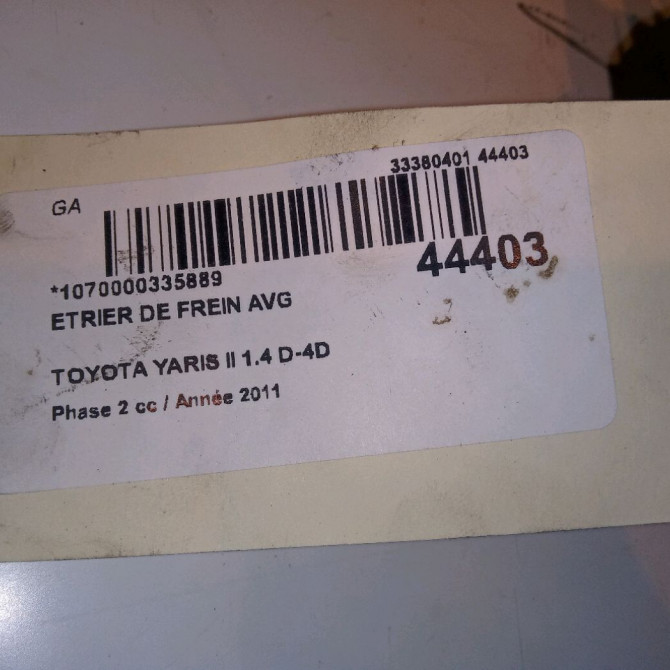 33380401 44403
GA
44403
*1070000335889
ETRIER DE FREIN AVG
TOYOTA YARIS II 1.4 D-4D
Phase 2 cc / Année 2011